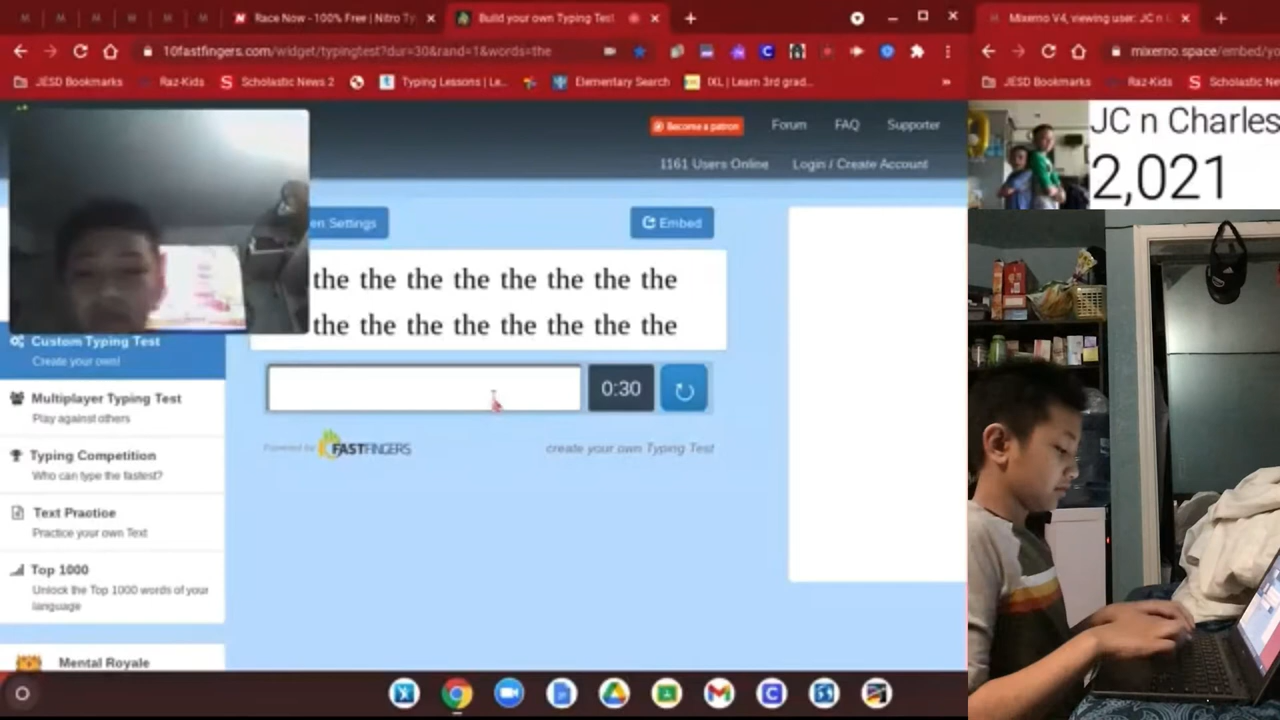 Race Now - 100% Free | Nitro Ty
Build your own Typing Test
Mixerno V4, viewing user: JC n
10fastfingers.com/widget/typingtest?dur=30&rand=1&words=the
mixerno.space/embed/yo
JESD Bookmarks
Raz-Kids
Scholastic News 2
Typing Lessons | Le...
Elementary Search
IXL | Learn 3rd grad...
»
JESD Bookmarks
Raz-Kids
Scholastic News
Become a patron
Forum
FAQ
Supporter
1161 Users Online
Login / Create Account
JC n Charles
2,021
en Settings
Embed
the the the the the the the the
the the the the the the the the
0:30
Powered by FASTFINGERS
create your own Typing Test
Custom Typing Test
Create your own!
Multiplayer Typing Test
Play against others
Typing Competition
Who can type the fastest?
Text Practice
Practice your own Text
Top 1000
Unlock the Top 1000 words of your
language
Mental Royale